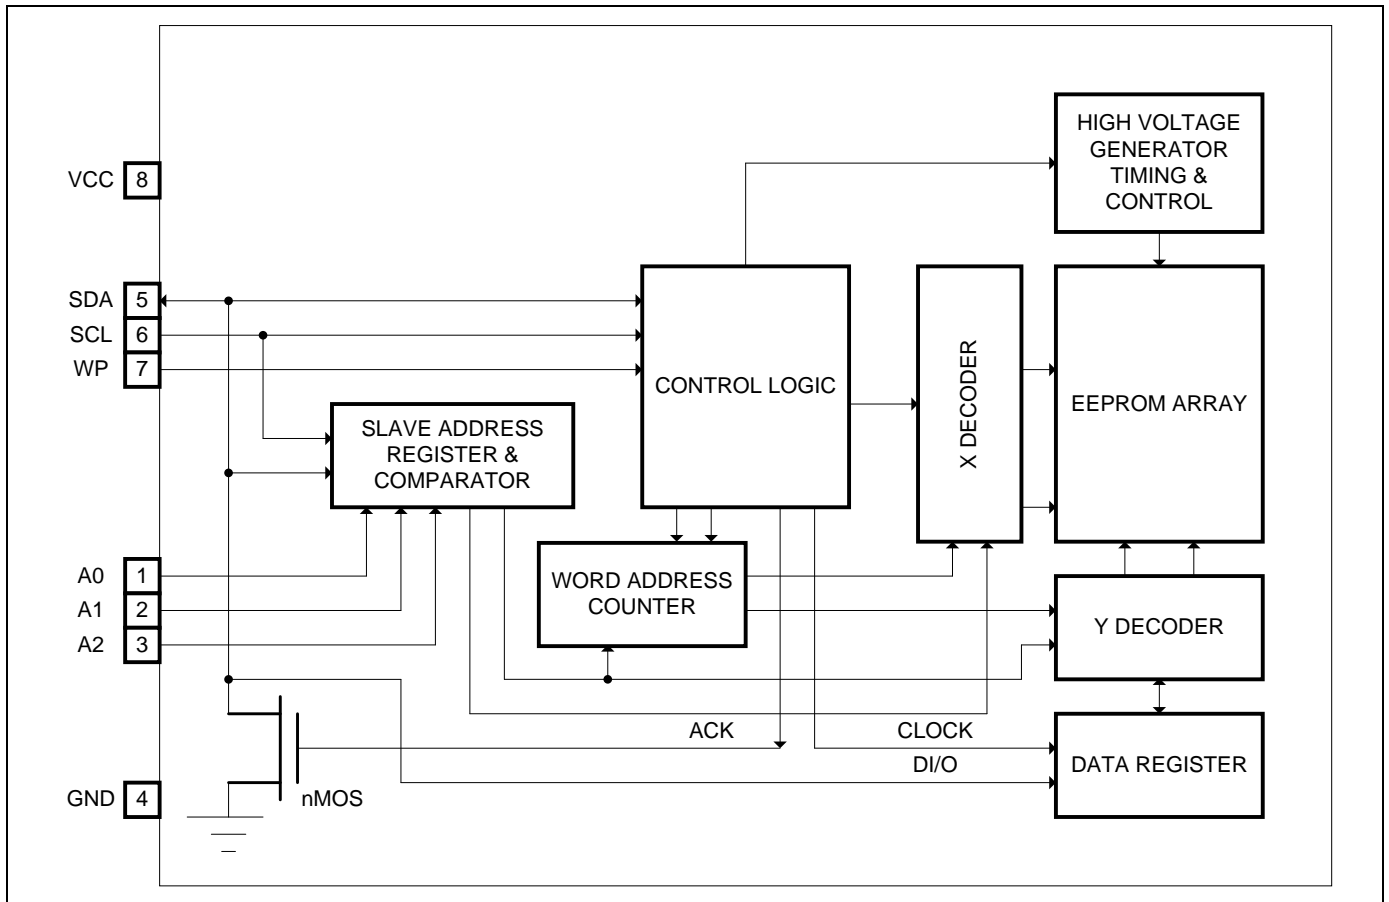 HIGH VOLTAGE
GENERATOR
TIMING &
CONTROL
VCC 8
SDA 5
SCL 6
WP 7
CONTROL LOGIC
X DECODER
EEPROM ARRAY
SLAVE ADDRESS
REGISTER &
COMPARATOR
A0 1
A1 2
A2 3
WORD ADDRESS
COUNTER
Y DECODER
ACK
CLOCK
DI/O
DATA REGISTER
GND 4
nMOS